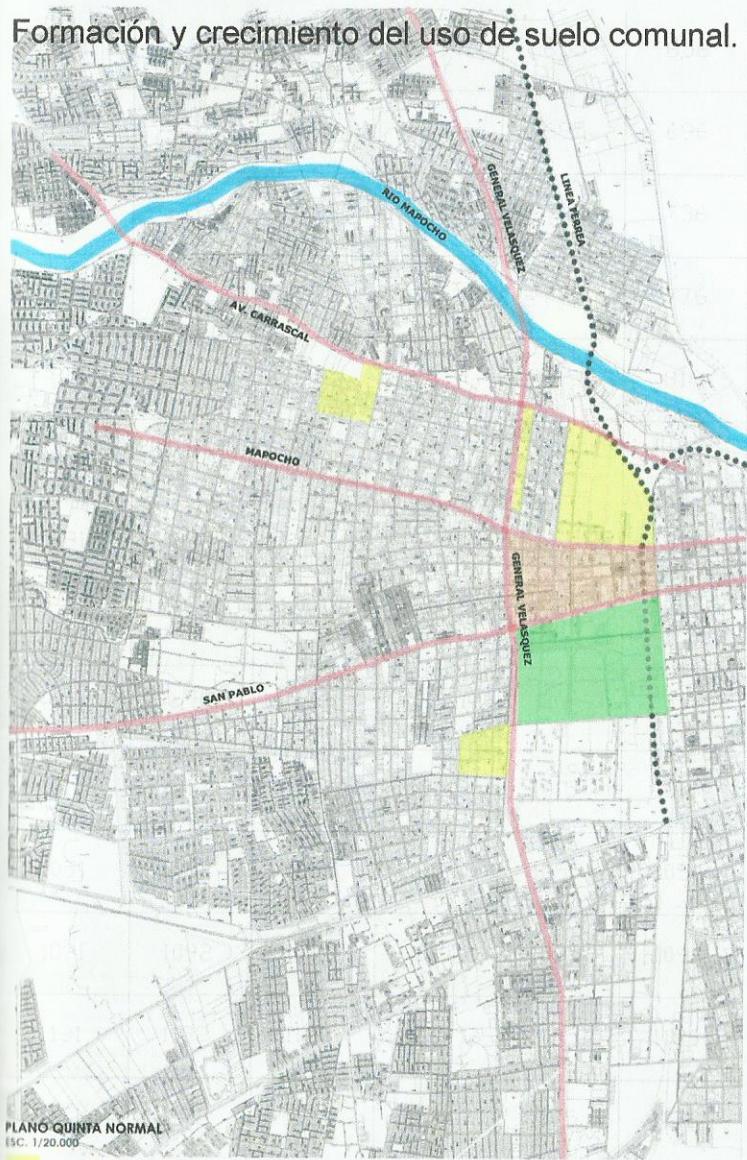 Formación y crecimiento del uso de suelo comunal.
GENERAL VELASQUEZ
LINEA FERREA
RIO MAPOCHO
AV. CARRASCAL
MAPOCHO
GENERAL VELASQUEZ
SAN PABLO
PLANO QUINTA NORMAL
ESC. 1/20.000